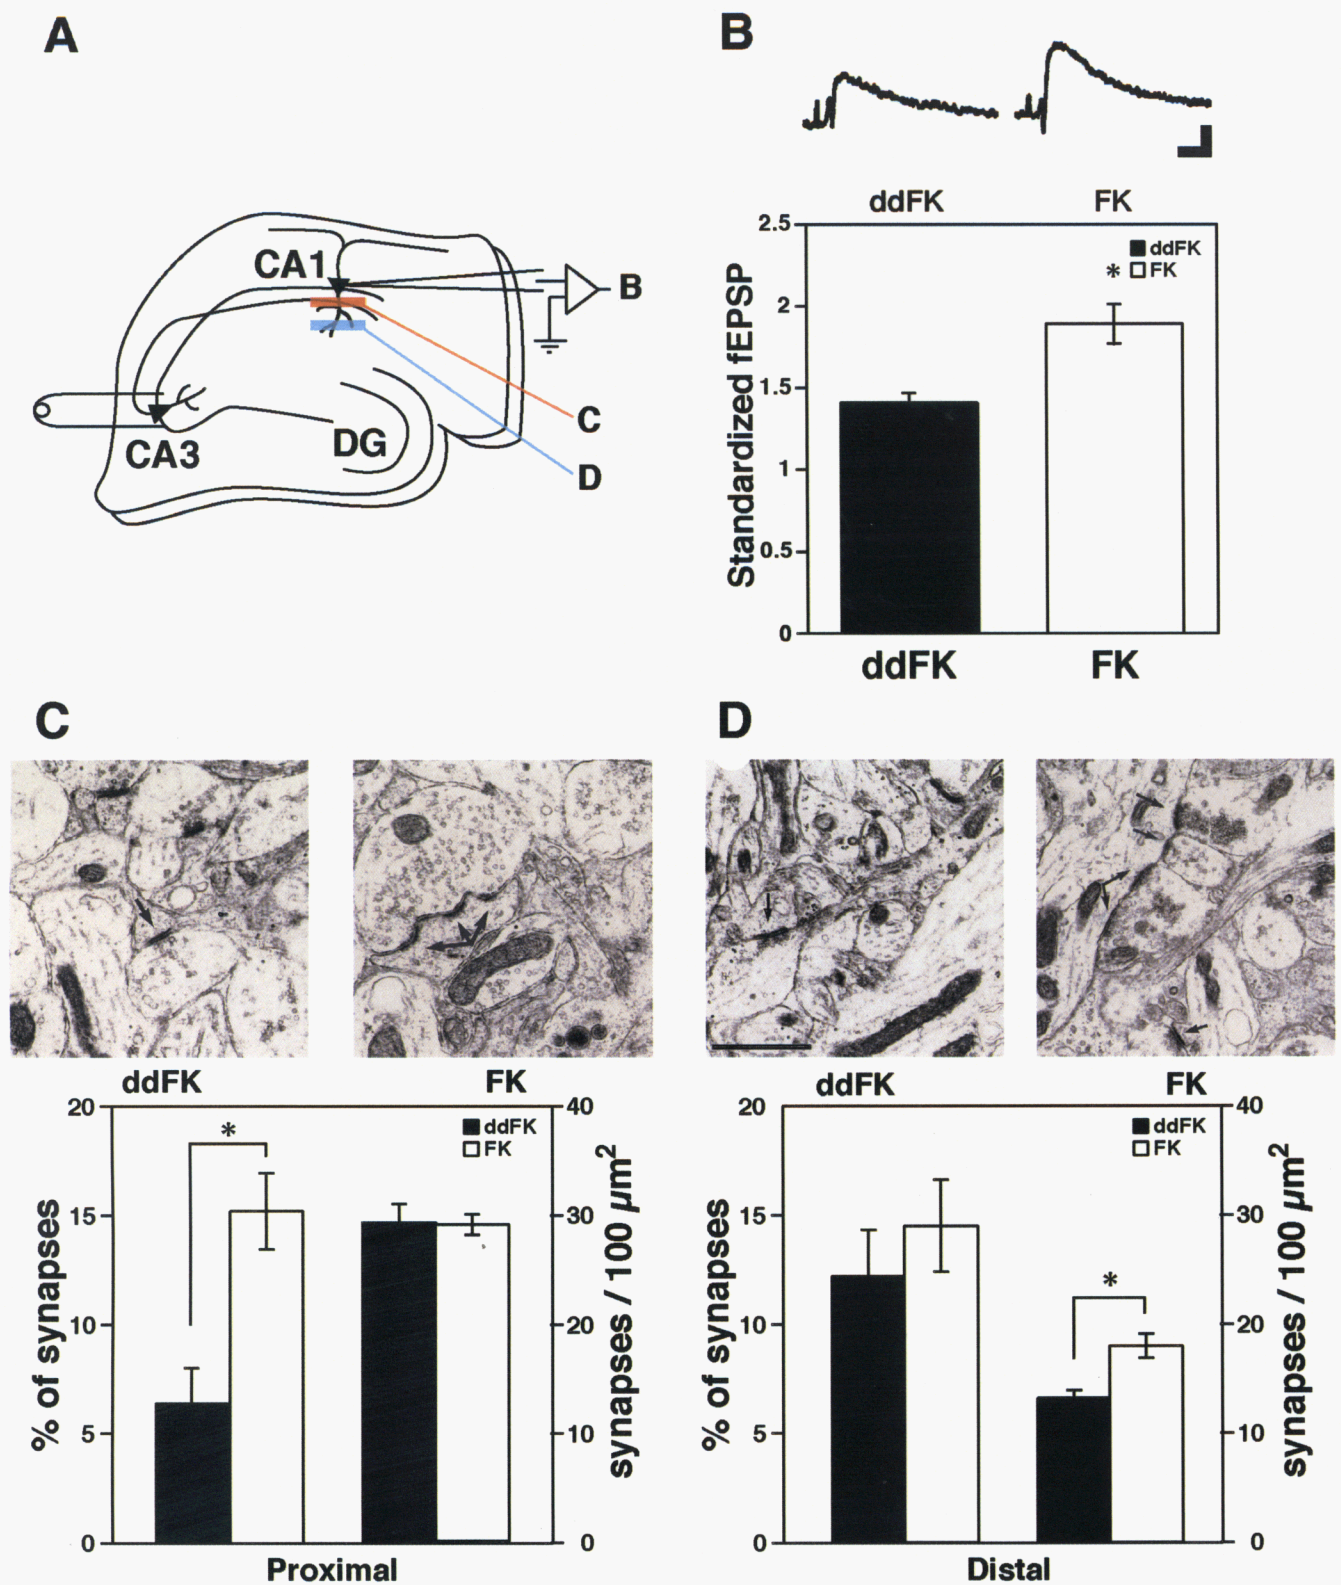 A
CA1
B
C
CA3
DG
D
B
ddFK
FK
2.5
2
1.5
1
0.5
0
Standardized fEPSP
ddFK
* FK
ddFK
FK
C
ddFK
FK
20
15
10
5
0
% of synapses
*
ddFK
FK
40
30
20
10
0
synapses / 100 µm2
Proximal
D
ddFK
FK
20
15
10
5
0
% of synapses
*
ddFK
FK
40
30
20
10
0
synapses / 100 µm2
Distal